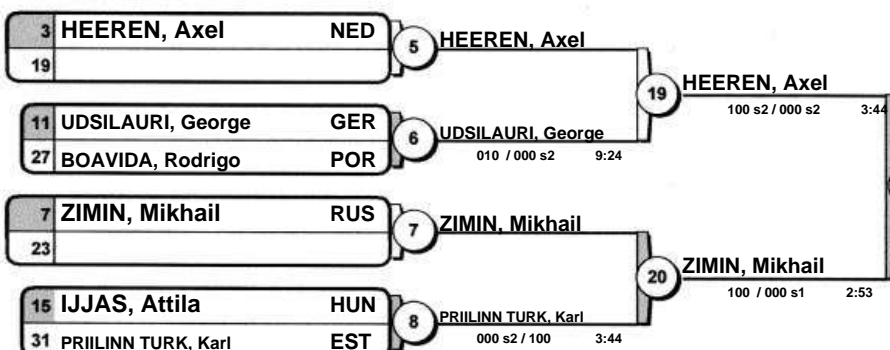 3 HEEREN, Axel NED
19
5
HEEREN, Axel
11 UDSILAURI, George GER
27 BOAVIDA, Rodrigo POR
6
UDSILAURI, George
010 / 000 s2 9:24
19
HEEREN, Axel
100 s2 / 000 s2 3:44
7 ZIMIN, Mikhail RUS
23
7
ZIMIN, Mikhail
15 IJJAS, Attila HUN
31 PRIILINN TURK, Karl EST
8
PRIILINN TURK, Karl
000 s2 / 100 3:44
20
ZIMIN, Mikhail
100 / 000 s1 2:53